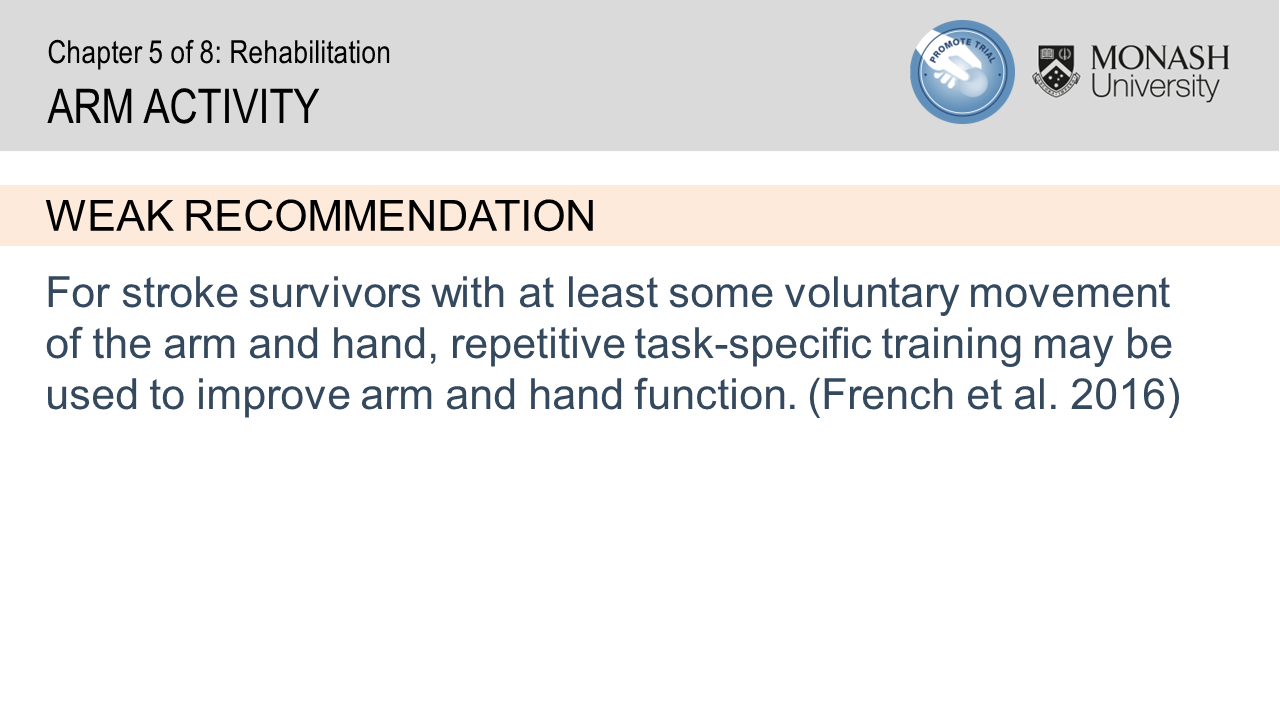 Chapter 5 of 8: Rehabilitation
ARM ACTIVITY
PROMOTE TRIAL
MONASH
University
WEAK RECOMMENDATION
For stroke survivors with at least some voluntary movement
of the arm and hand, repetitive task-specific training may be
used to improve arm and hand function. (French et al. 2016)